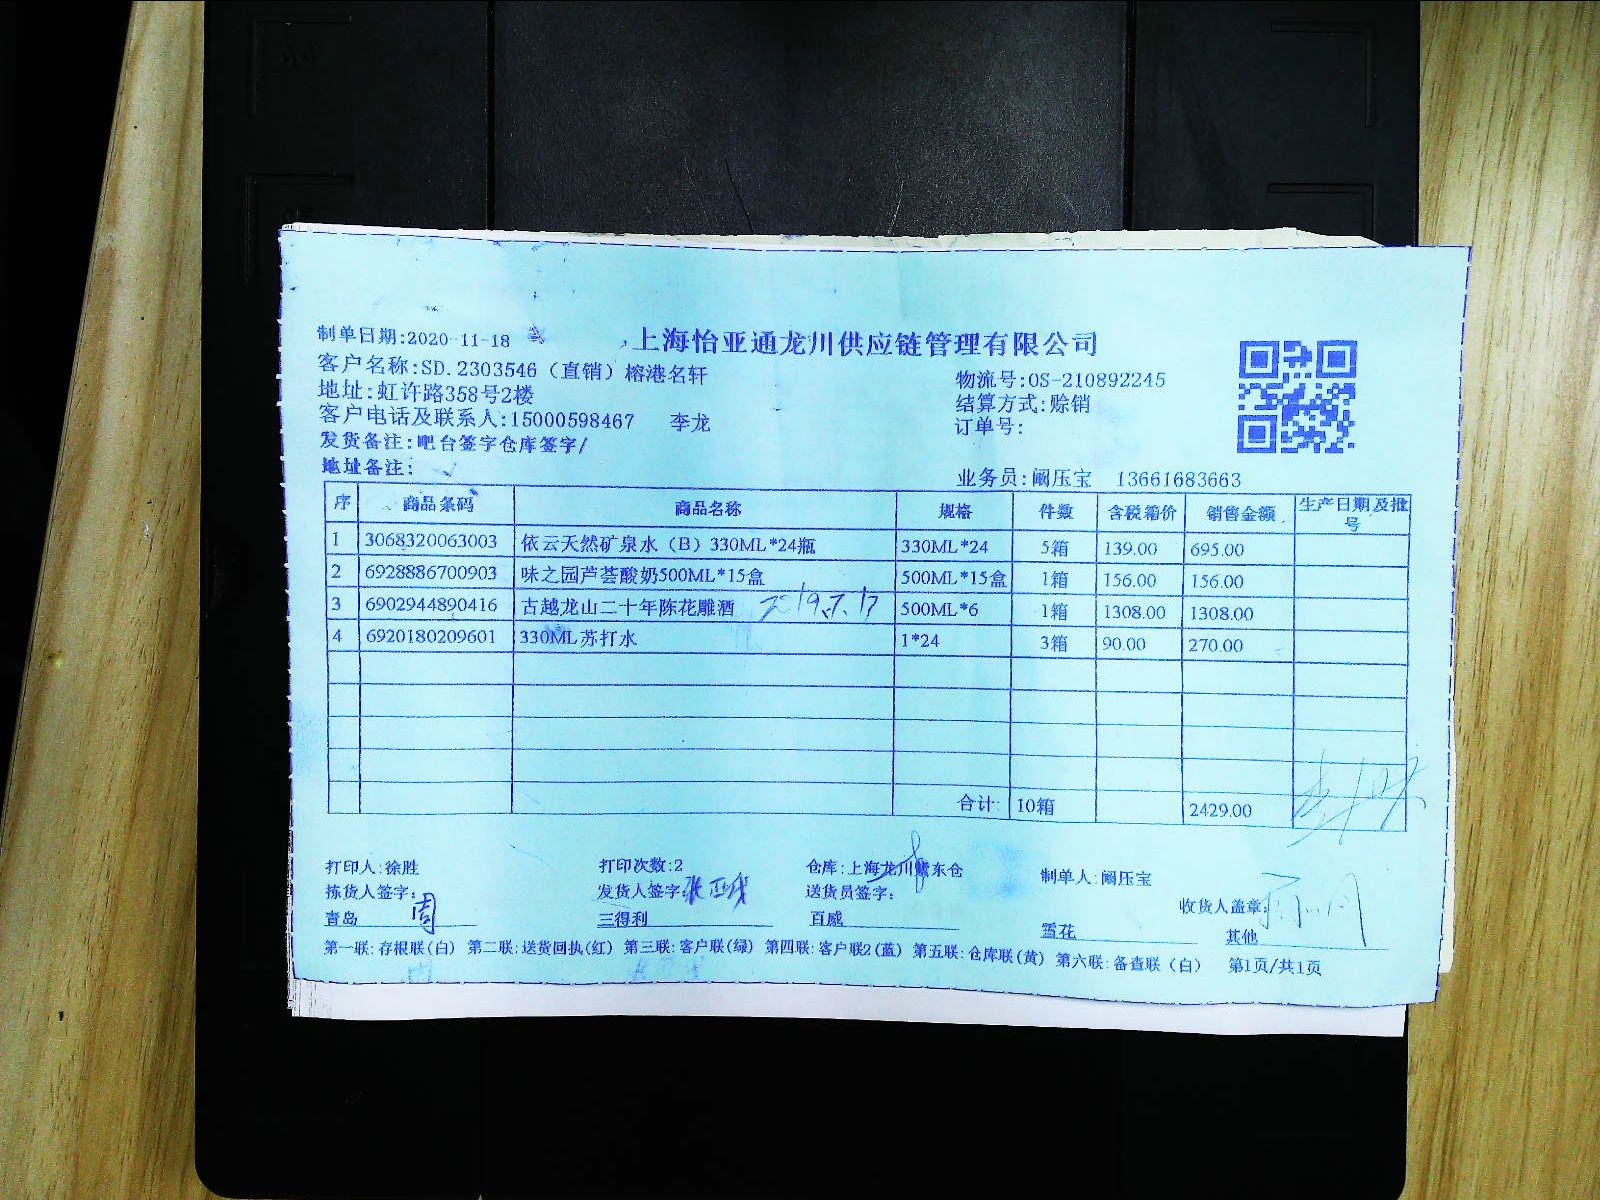 制单日期:2020-11-18
上海怡亚通龙川供应链管理有限公司
客户名称:SD.2303546（直销）榕港名轩
物流号:OS-210892245
地址:虹许路358号2楼
结算方式:赊销
客户电话及联系人:15000598467 李龙
订单号:
发货备注:吧台签字仓库签字/
地址备注:
业务员:阚压宝 13661683663
序 商品条码 商品名称 规格 件数 含税箱价 销售金额 生产日期及批号
1 3068320063003 依云天然矿泉水（B）330ML*24瓶 330ML*24 5箱 139.00 695.00
2 6928886700903 味之园芦荟酸奶500ML*15盒 500ML*15盒 1箱 156.00 156.00
3 6902944890416 古越龙山二十年陈花雕酒 2019.7.17 500ML*6 1箱 1308.00 1308.00
4 6920180209601 330ML苏打水 1*24 3箱 90.00 270.00
合计: 10箱 2429.00
打印人:徐胜 打印次数:2 仓库:上海龙川紫东仓 制单人:阚压宝
拣货人签字: 周 发货人签字: 送货员签字: 收货人盖章:
青岛 三得利 百威 雪花 其他
第一联:存根联(白) 第二联:送货回执(红) 第三联:客户联(绿) 第四联:客户联2(蓝) 第五联:仓库联(黄) 第六联:备查联（白） 第1页/共1页